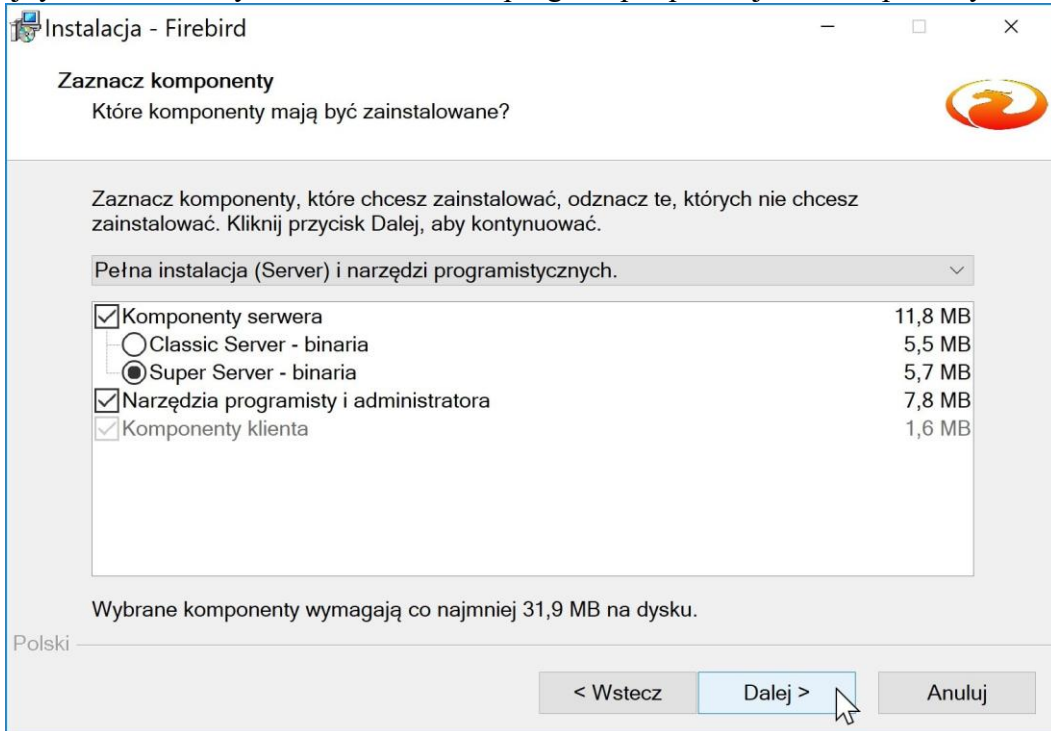 Instalacja - Firebird
Zaznacz komponenty
Które komponenty mają być zainstalowane?
Zaznacz komponenty, które chcesz zainstalować, odznacz te, których nie chcesz
zainstalować. Kliknij przycisk Dalej, aby kontynuować.
Pełna instalacja (Server) i narzędzi programistycznych.
Komponenty serwera 11,8 MB
Classic Server - binaria 5,5 MB
Super Server - binaria 5,7 MB
Narzędzia programisty i administratora 7,8 MB
Komponenty klienta 1,6 MB
Wybrane komponenty wymagają co najmniej 31,9 MB na dysku.
Polski
< Wstecz Dalej > Anuluj